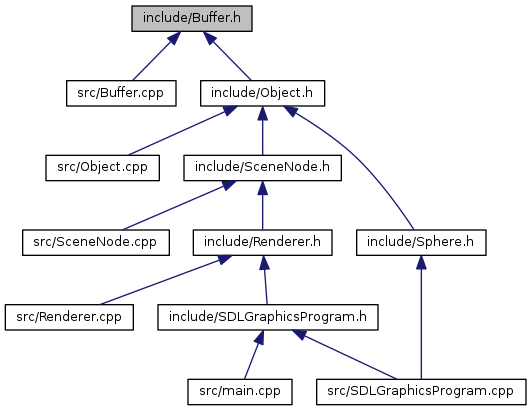 include/Buffer.h
src/Buffer.cpp
include/Object.h
src/Object.cpp
include/SceneNode.h
src/SceneNode.cpp
include/Renderer.h
include/Sphere.h
src/Renderer.cpp
include/SDLGraphicsProgram.h
src/main.cpp
src/SDLGraphicsProgram.cpp